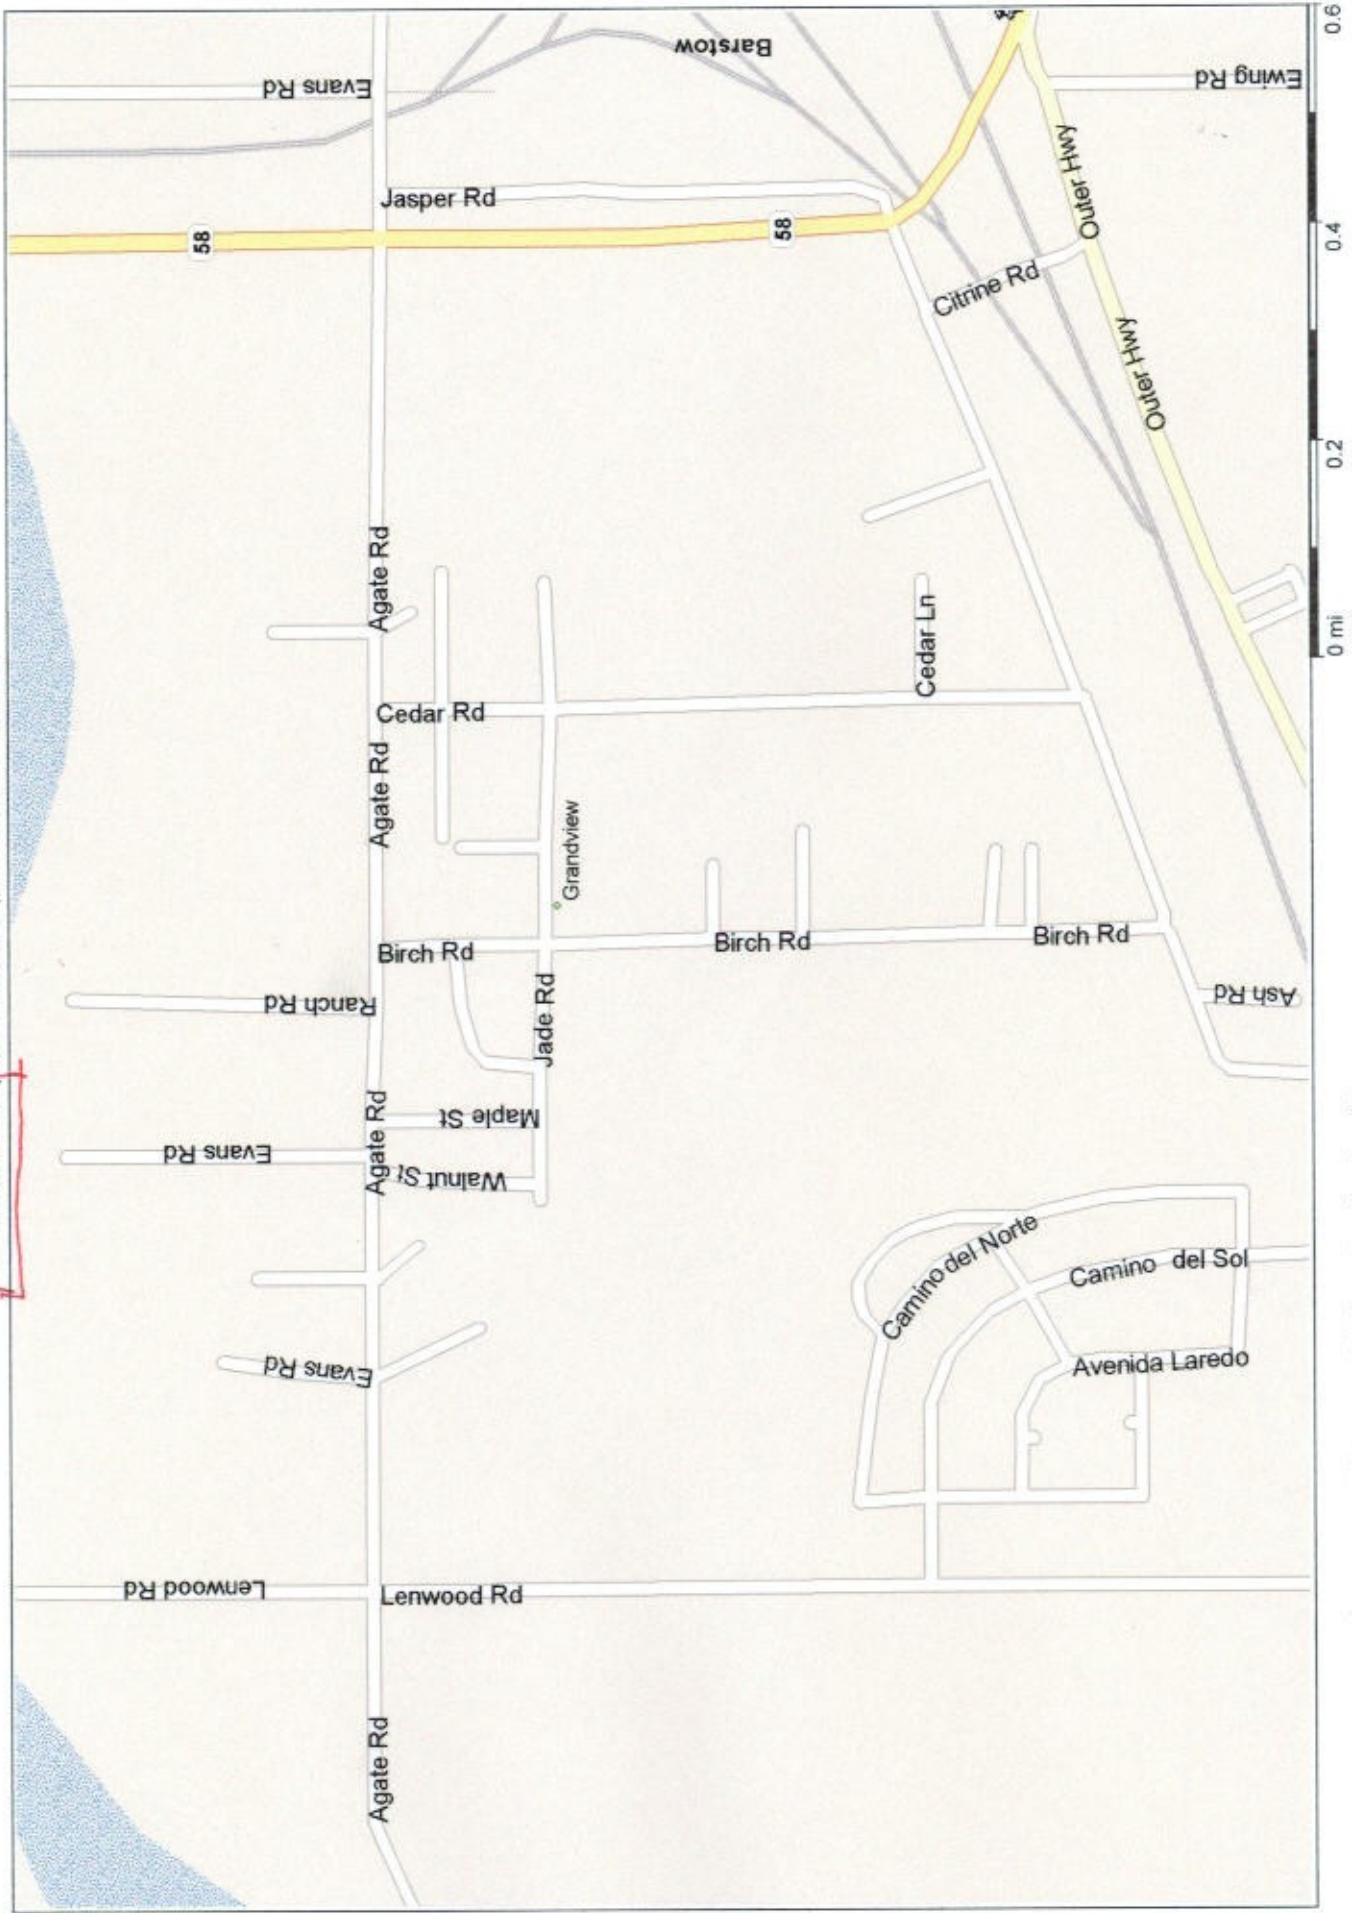 Barstow
Evans Rd
Ewing Rd
Outer Hwy
Jasper Rd
58
58
Citrine Rd
Outer Hwy
Agate Rd
Cedar Ln
Cedar Rd
Agate Rd
Grandview
Birch Rd
Birch Rd
Birch Rd
Ranch Rd
Ash Rd
Jade Rd
Agate Rd
Maple St
Evans Rd
Walnut St
Camino del Norte
Camino del Sol
Evans Rd
Avenida Laredo
Lenwood Rd
Lenwood Rd
Agate Rd
0 mi 0.2 0.4 0.6